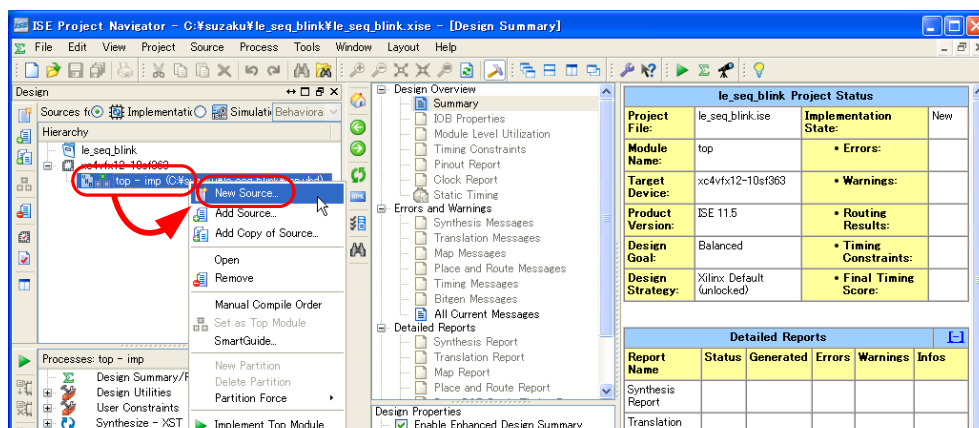 ISE Project Navigator - C:¥suzaku¥le_seq_blink¥le_seq_blink.xise - [Design Summary]
File Edit View Project Source Process Tools Window Layout Help
Design
Sources fo Implementatic Simulati Behaviora
Hierarchy
le_seq_blink
xc4vfx12-10sf363
top - imp (C:¥s
New Source...
Add Source...
Add Copy of Source...
Open
Remove
Manual Compile Order
Set as Top Module
SmartGuide...
New Partition
Delete Partition
Partition Force
Implement Top Module
Processes: top - imp
Design Summary/F
Design Utilities
User Constraints
Synthesize - XST
Design Overview
Summary
IOB Properties
Module Level Utilization
Timing Constraints
Pinout Report
Clock Report
Static Timing
Errors and Warnings
Synthesis Messages
Translation Messages
Map Messages
Place and Route Messages
Timing Messages
Bitgen Messages
All Current Messages
Detailed Reports
Synthesis Report
Translation Report
Map Report
Place and Route Report
Design Properties
Enable Enhanced Design Summary
le_seq_blink Project Status
Project File: le_seq_blink.ise Implementation State: New
Module Name: top • Errors:
Target Device: xc4vfx12-10sf363 • Warnings:
Product Version: ISE 11.5 • Routing Results:
Design Goal: Balanced • Timing Constraints:
Design Strategy: Xilinx Default (unlocked) • Final Timing Score:
Detailed Reports [-]
Report Name Status Generated Errors Warnings Infos
Synthesis Report
Translation